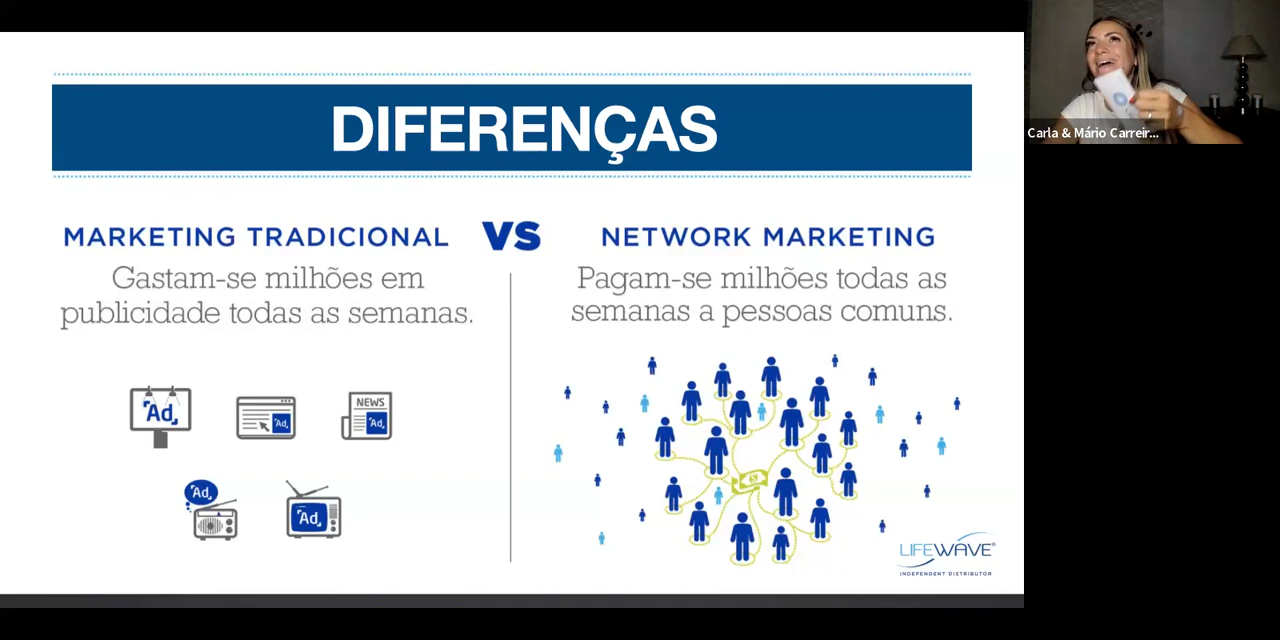 DIFERENÇAS
MARKETING TRADICIONAL
VS
NETWORK MARKETING
Gastam-se milhões em
publicidade todas as semanas.
Pagam-se milhões todas as
semanas a pessoas comuns.
Ad
Ad
NEWS
Ad
Ad
Ad
LIFEWAVE®
INDEPENDENT DISTRIBUTOR
Carla & Mário Carreir...